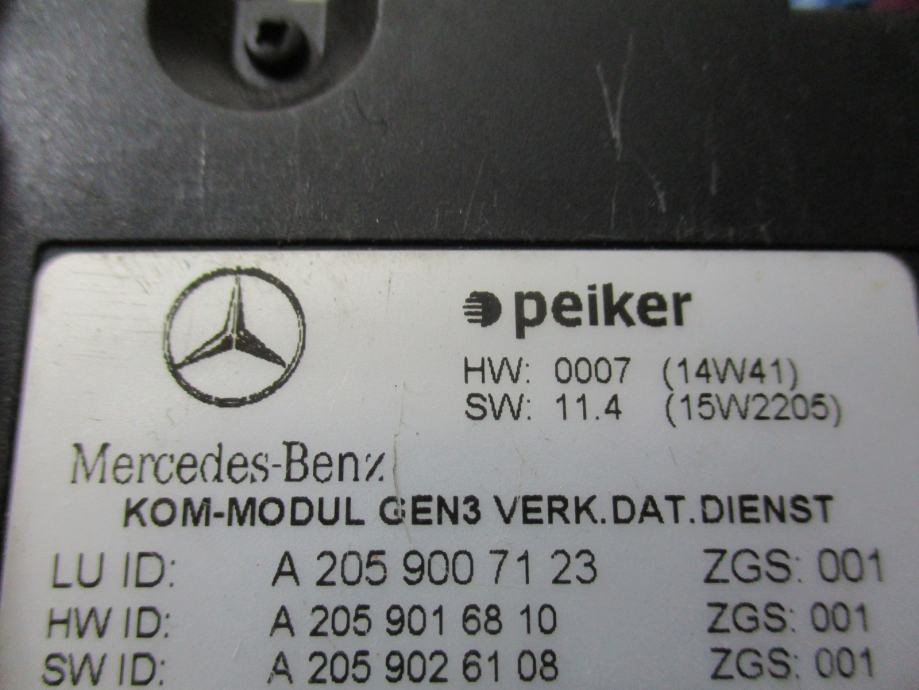 peiker
HW: 0007 (14W41)
SW: 11.4 (15W2205)
Mercedes-Benz
KOM-MODUL GEN3 VERK.DAT.DIENST
LU ID: A 205 900 71 23 ZGS: 001
HW ID: A 205 901 68 10 ZGS: 001
SW ID: A 205 902 61 08 ZGS: 001